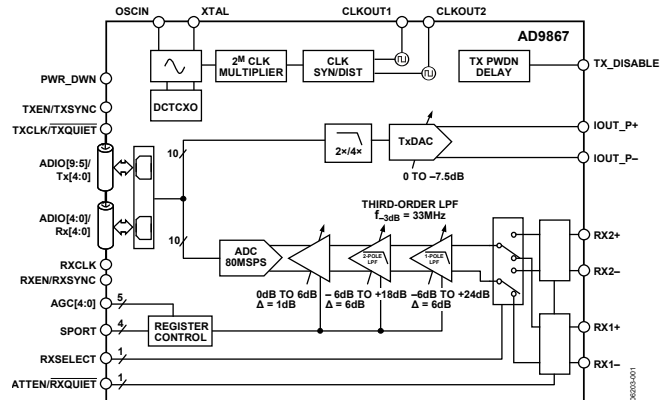 OSCIN
XTAL
CLKOUT1
CLKOUT2
AD9867
2M CLK
MULTIPLIER
CLK
SYN/DIST
TX PWDN
DELAY
TX_DISABLE
PWR_DWN
DCTCXO
TXEN/TXSYNC
TXCLK/TXQUIET
10
2×/4×
TxDAC
IOUT_P+
IOUT_P–
0 TO –7.5dB
ADIO[9:5]/
Tx[4:0]
ADIO[4:0]/
Rx[4:0]
10
THIRD-ORDER LPF
f–3dB = 33MHz
ADC
80MSPS
2-POLE
LPF
1-POLE
LPF
RX2+
RX2–
RXCLK
RXEN/RXSYNC
0dB TO 6dB
Δ = 1dB
– 6dB TO +18dB
Δ = 6dB
–6dB TO +24dB
Δ = 6dB
AGC[4:0]
5
SPORT
4
REGISTER
CONTROL
RX1+
RX1–
RXSELECT
1
ATTEN/RXQUIET
1
06203-001